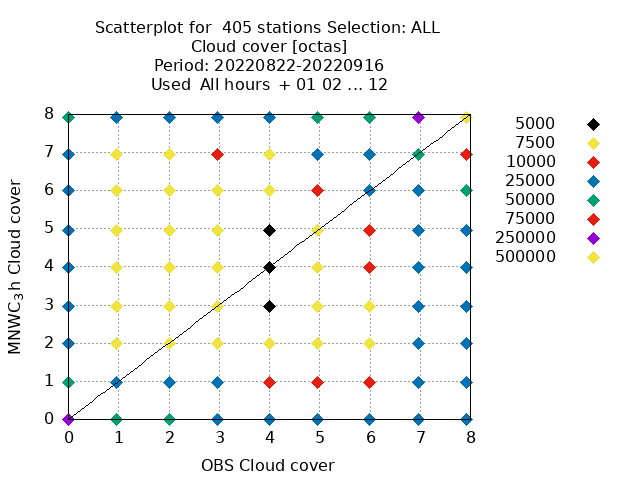 Scatterplot for  405 stations Selection: ALL
Cloud cover [octas]
Period: 20220822-20220916
Used  All hours  + 01 02 ... 12
MNWC_3h Cloud cover
8
7
6
5
4
3
2
1
0
0 1 2 3 4 5 6 7 8
OBS Cloud cover
5000
7500
10000
25000
50000
75000
250000
500000